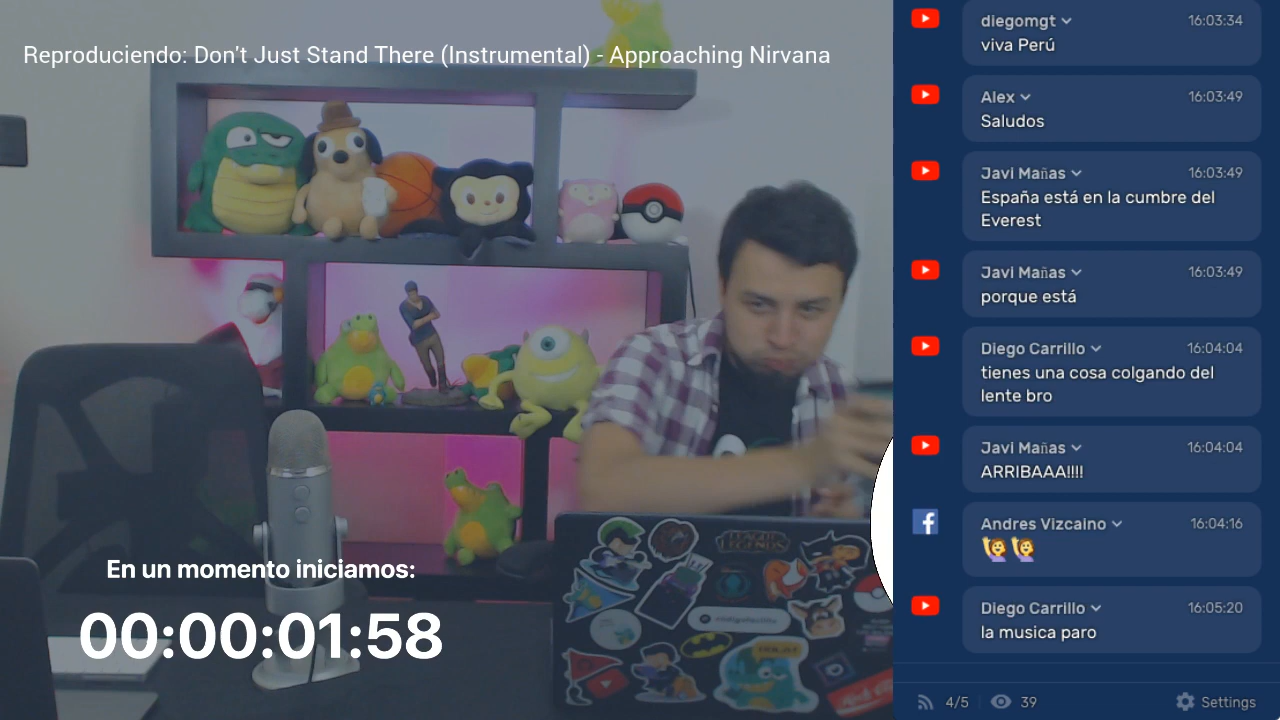 Reproduciendo: Don't Just Stand There (Instrumental) - Approaching Nirvana
En un momento iniciamos:
00:00:01:58
diegomgt 16:03:34
viva Perú
Alex 16:03:49
Saludos
Javi Mañas 16:03:49
España está en la cumbre del
Everest
Javi Mañas 16:03:49
porque está
Diego Carrillo 16:04:04
tienes una cosa colgando del
lente bro
Javi Mañas 16:04:04
ARRIBAAA!!!!
Andres Vizcaino 16:04:16
🙋‍♀️🙋‍♀️
Diego Carrillo 16:05:20
la musica paro
4/5 39 Settings